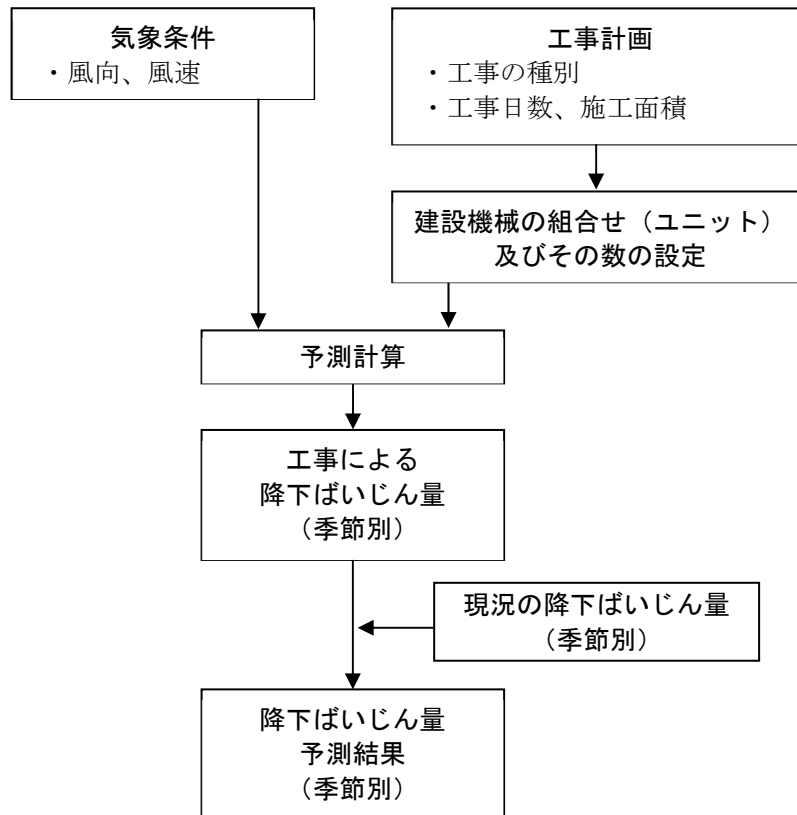 気象条件
・風向、風速
工事計画
・工事の種別
・工事日数、施工面積
建設機械の組合せ（ユニット）
及びその数の設定
予測計算
工事による
降下ばいじん量
（季節別）
現況の降下ばいじん量
（季節別）
降下ばいじん量
予測結果
（季節別）